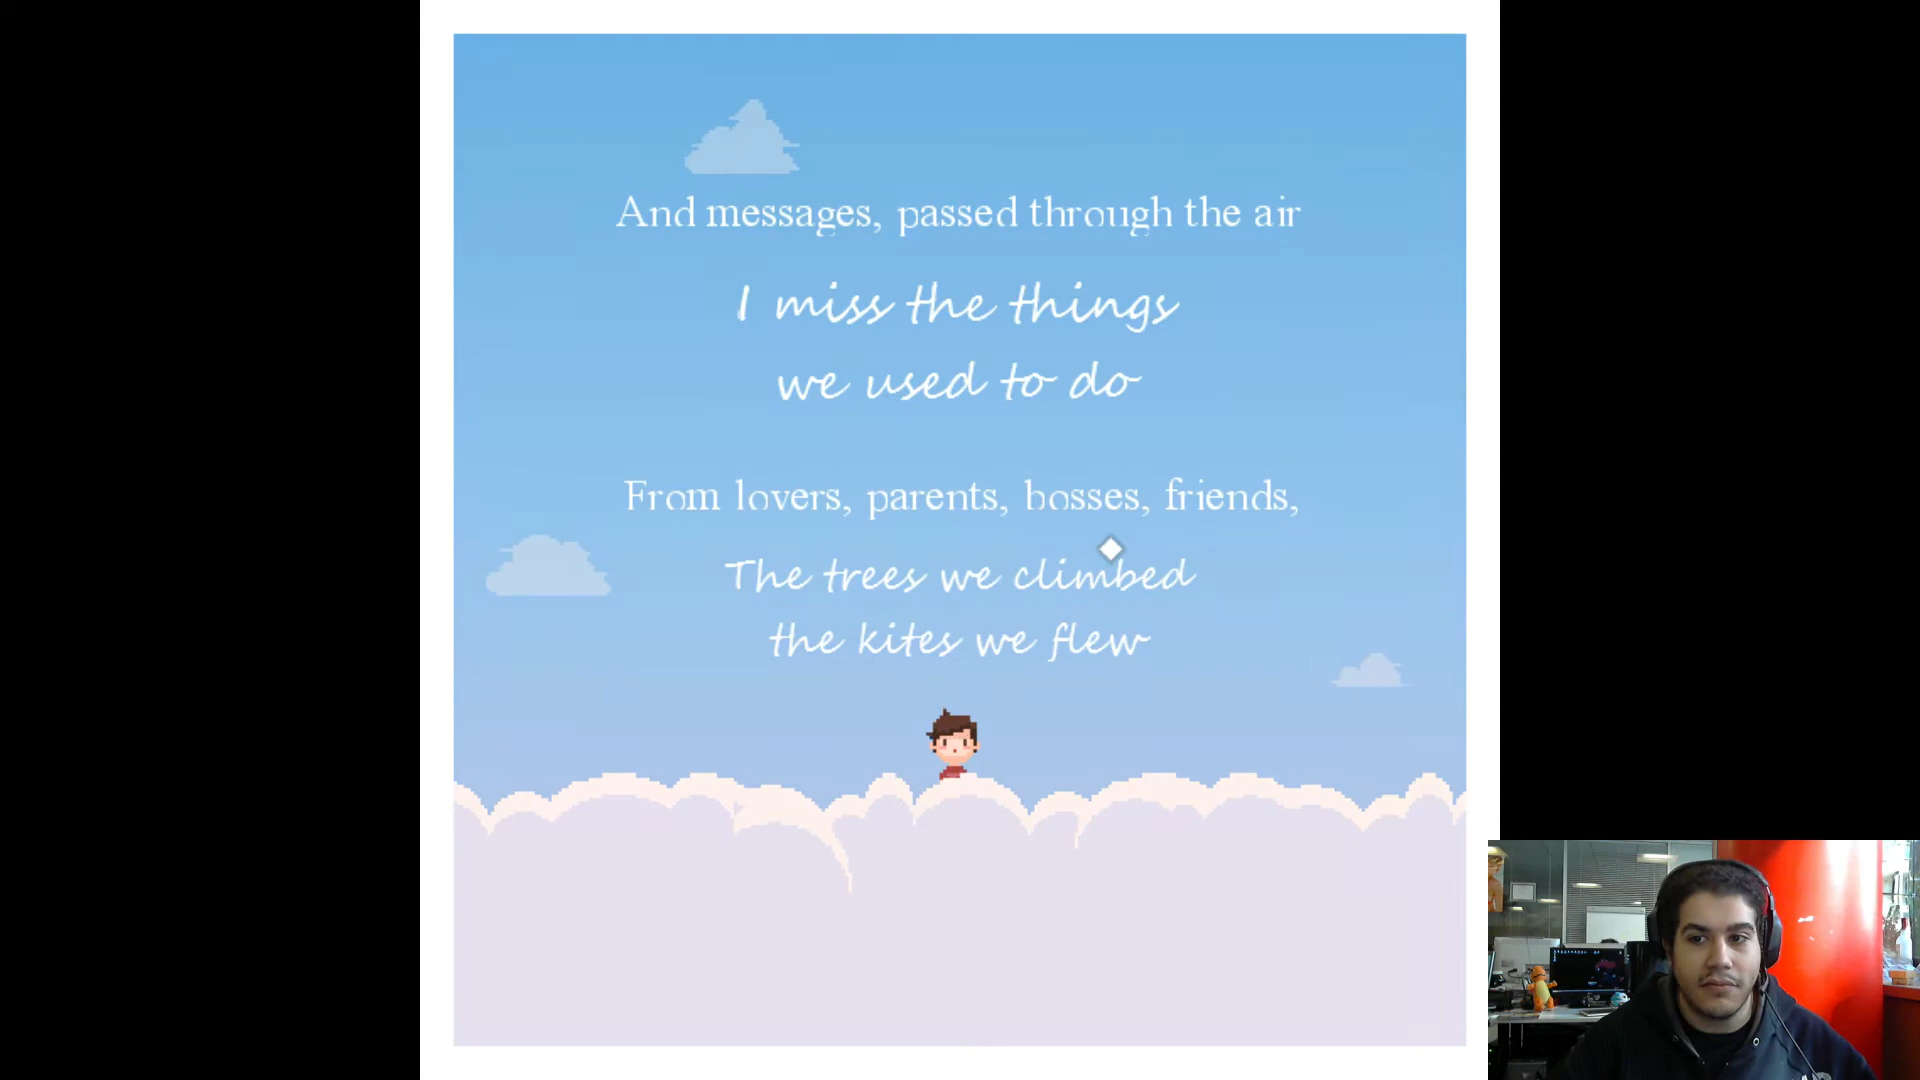 And messages, passed through the air
I miss the things
we used to do
From lovers, parents, bosses, friends,
The trees we climbed
the kites we flew